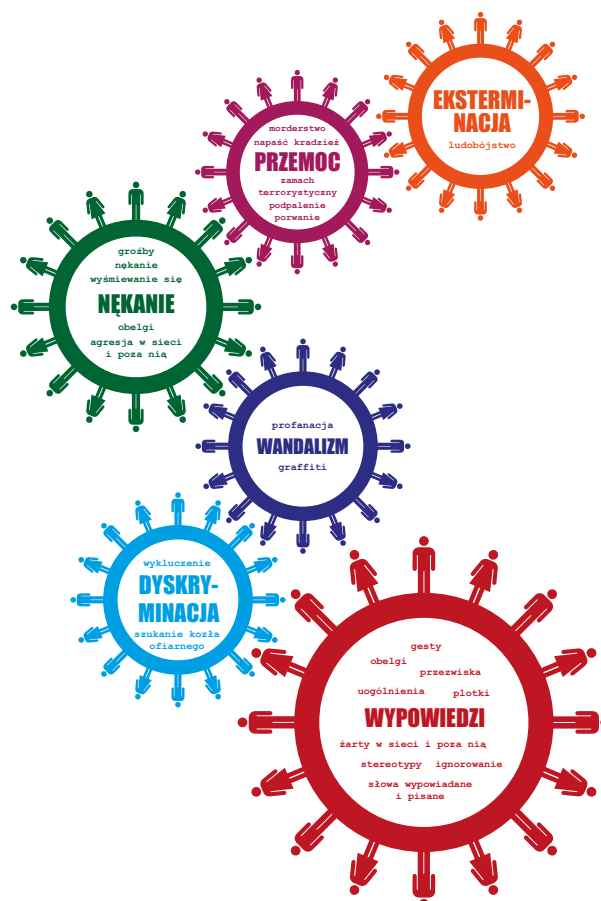 EKSTERMI-
NACJA
ludobójstwo
morderstwo
napaść kradzież
PRZEMOC
zamach
terrorystyczny
podpalenie
porwanie
groźby
nękanie
wyśmiewanie się
NĘKANIE
obelgi
agresja w sieci
i poza nią
profanacja
WANDALIZM
graffiti
wykluczenie
DYSKRY-
MINACJA
szukanie kozła
ofiarnego
gesty
obelgi
przezwiska
uogólnienia plotki
WYPOWIEDZI
żarty w sieci i poza nią
stereotypy ignorowanie
słowa wypowiadane
i pisane